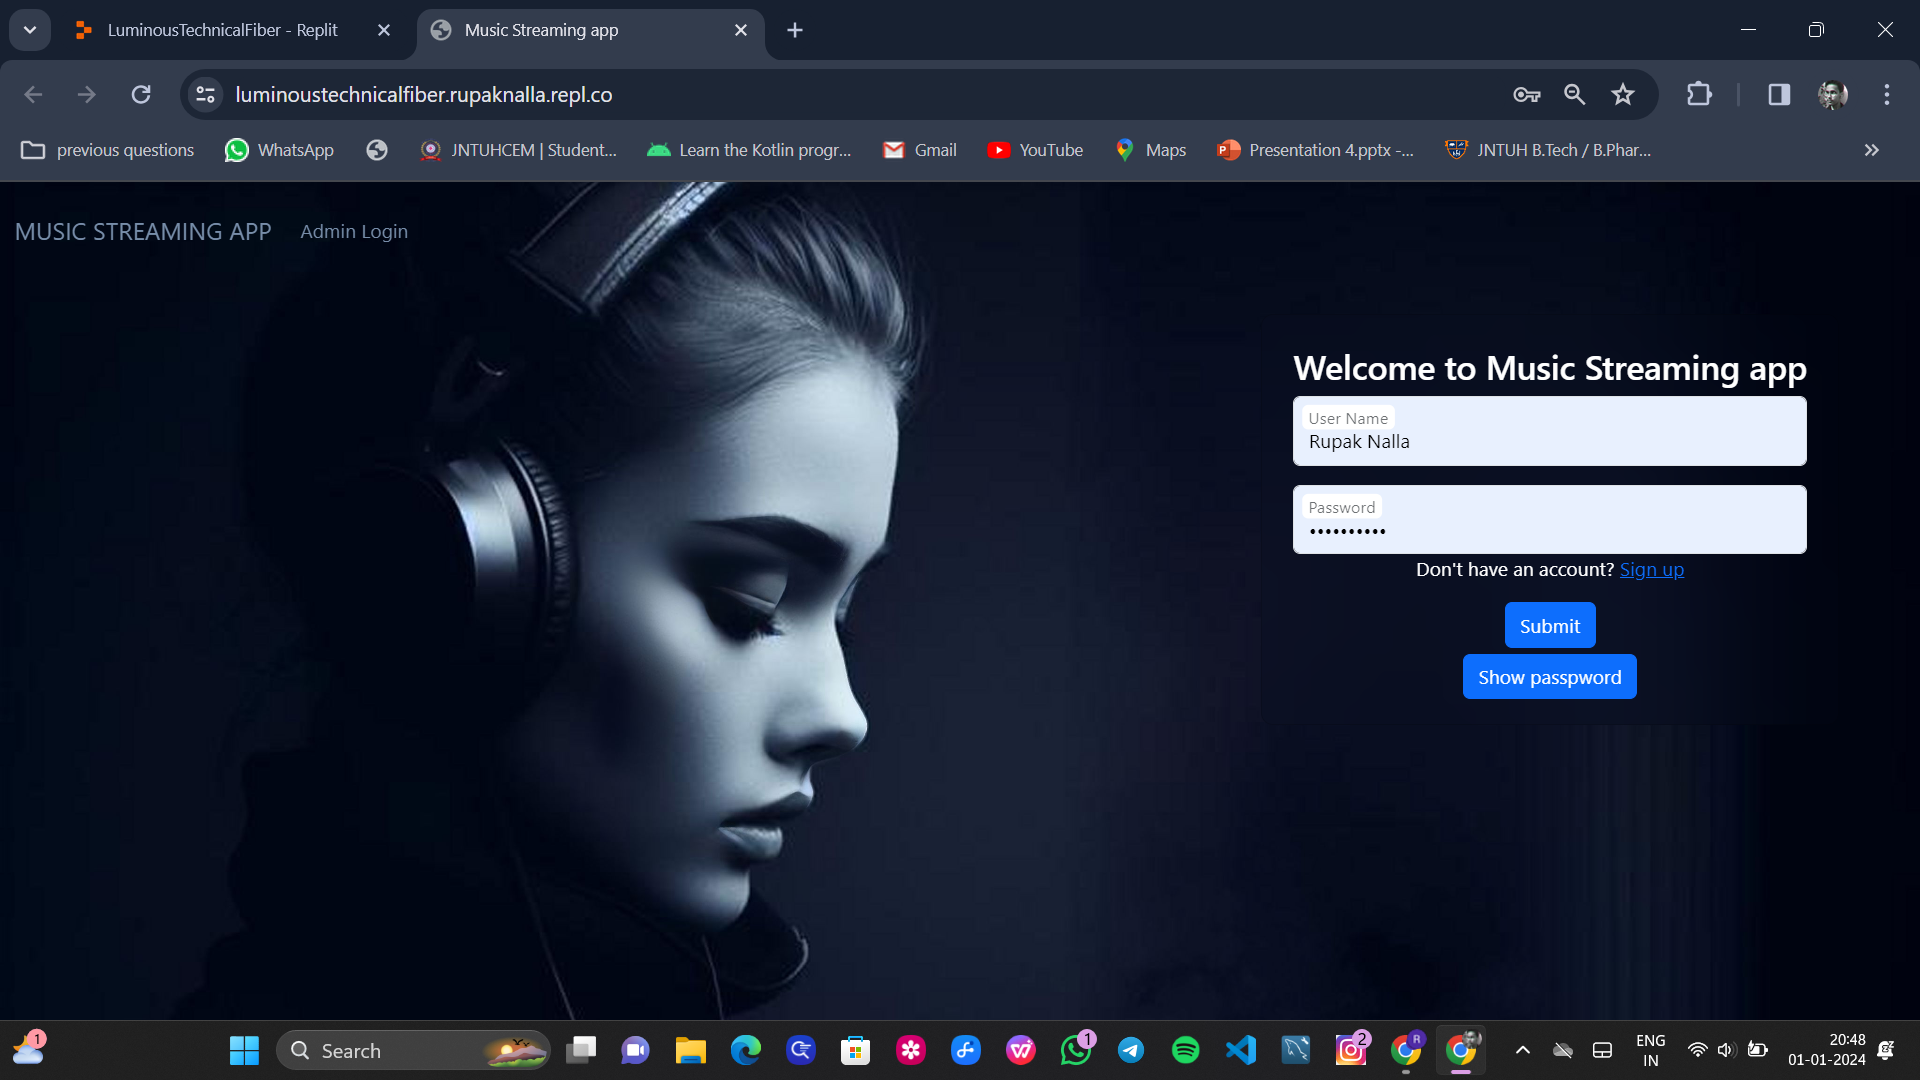 LuminousTechnicalFiber - Replit
Music Streaming app
luminoustechnicalfiber.rupaknalla.repl.co
previous questions
WhatsApp
JNTUHCEM | Student...
Learn the Kotlin progr...
Gmail
YouTube
Maps
Presentation 4.pptx -...
JNTUH B.Tech / B.Phar...
MUSIC STREAMING APP
Admin Login
Welcome to Music Streaming app
User Name
Rupak Nalla
Password
••••••••••
Don't have an account? Sign up
Submit
Show passpword
1
Search
1
2
R
ENG
IN
20:48
01-01-2024